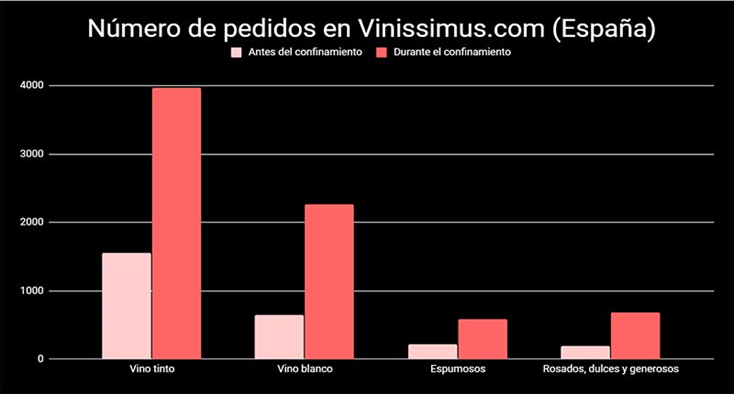 Número de pedidos en Vinissimus.com (España)
Antes del confinamiento Durante el confinamiento
4000
3000
2000
1000
0
Vino tinto Vino blanco Espumosos Rosados, dulces y generosos